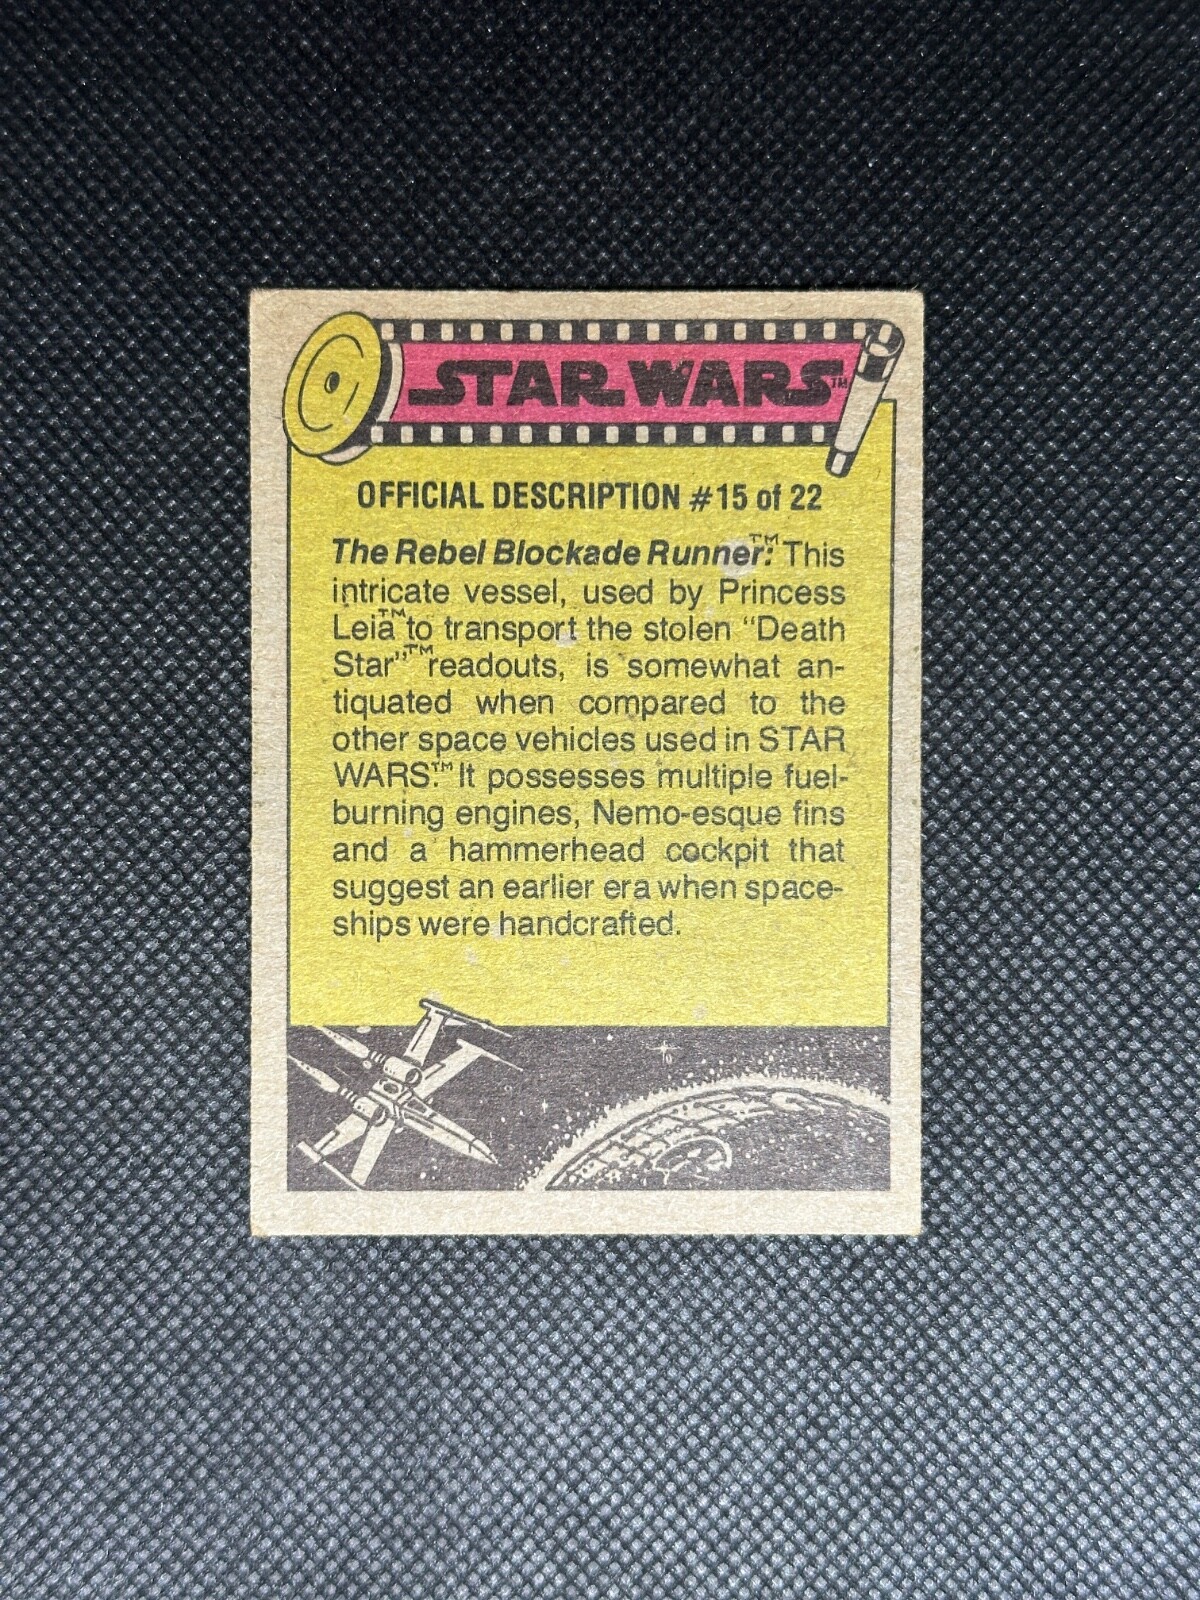 STAR WARS™
OFFICIAL DESCRIPTION #15 of 22
The Rebel Blockade Runner:™ This
intricate vessel, used by Princess
Leia™ to transport the stolen "Death
Star",™ readouts, is somewhat an-
tiquated when compared to the
other space vehicles used in STAR
WARS.™ It possesses multiple fuel-
burning engines, Nemo-esque fins
and a hammerhead cockpit that
suggest an earlier era when space-
ships were handcrafted.